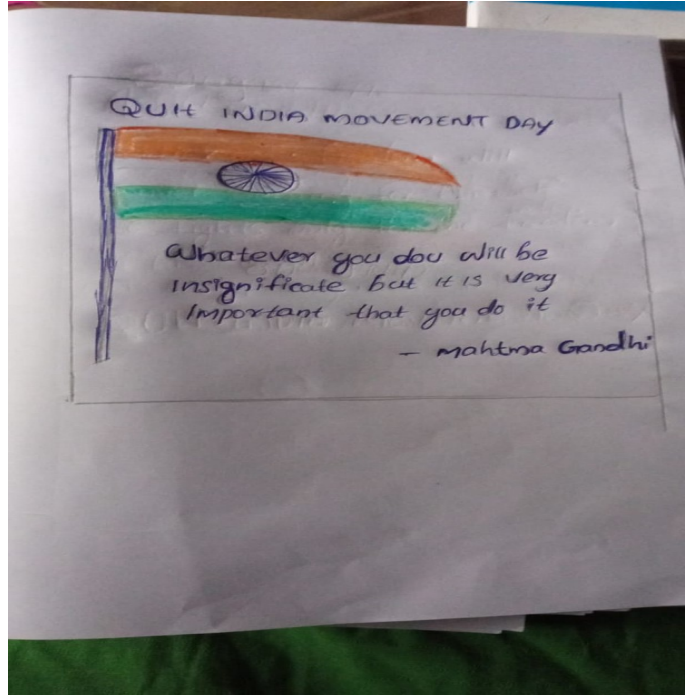 QUIT INDIA MOVEMENT DAY
Whatever you dou will be
insignificate but it is very
Important that you do it
- mahtma Gandhi